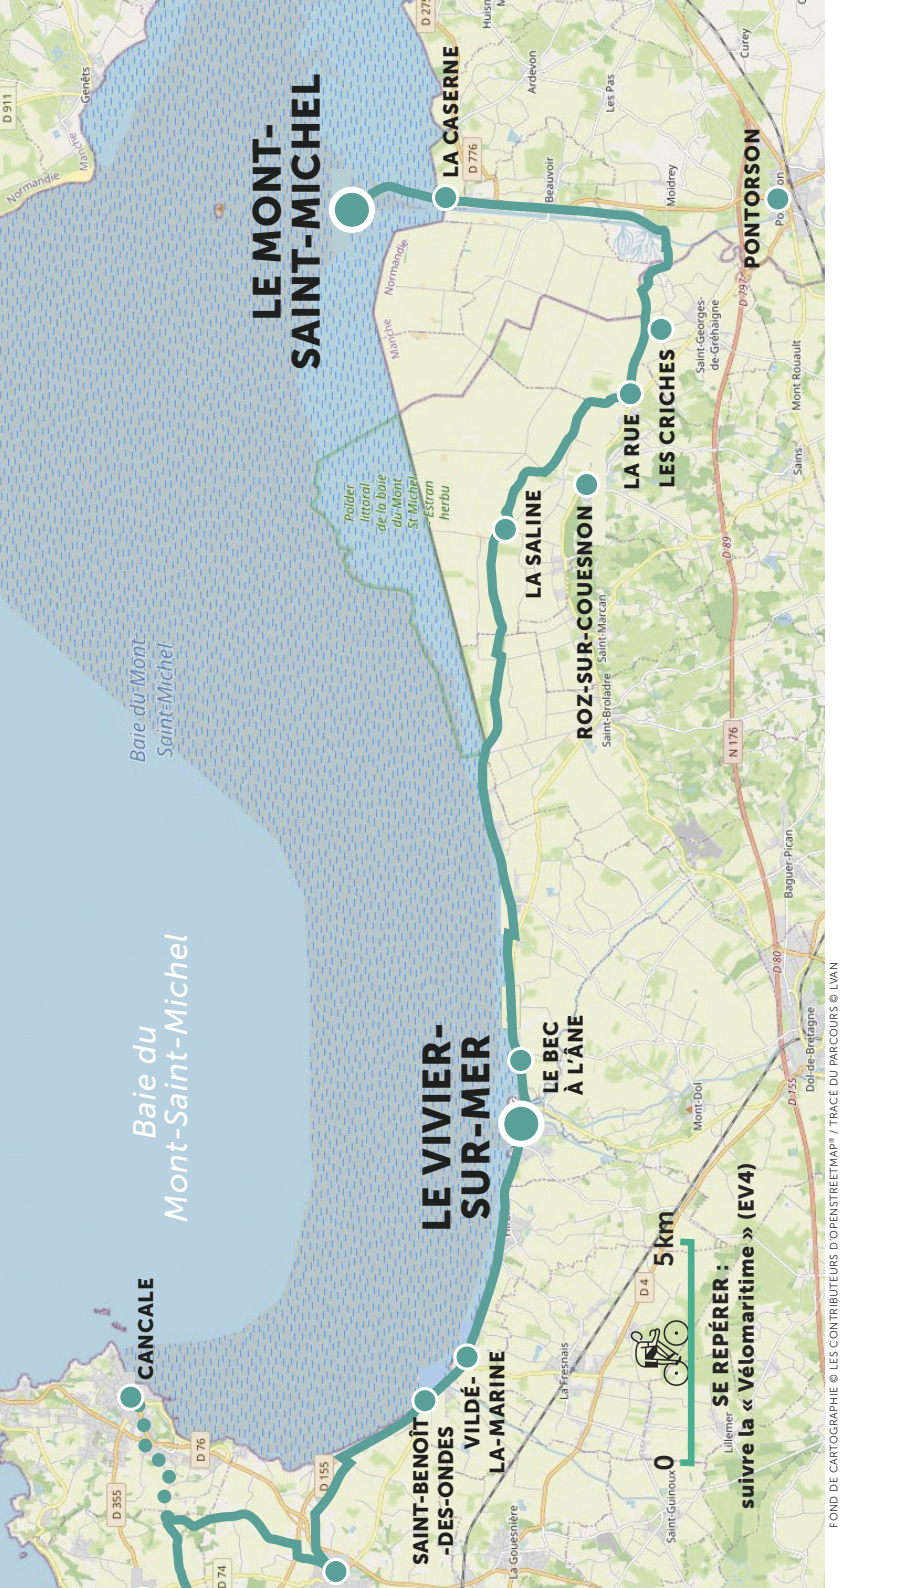 Baie du
Mont-Saint-Michel
Baie du Mont
Saint-Michel
CANCALE
D 355
D 76
D 155
D 74
SAINT-BENOÎT
-DES-ONDES
VILDÉ-
LA-MARINE
LE VIVIER-
SUR-MER
LE BEC
À L'ÂNE
LA SALINE
ROZ-SUR-COUESNON
LA RUE
LES CRICHES
LE MONT-
SAINT-MICHEL
LA CASERNE
PONTORSON
Polder
littoral
de la baie
du Mont
St Michel
- Estran
herbu
Manche
Normandie
D 911
Genêts
Manche
Normandie
D 275
Ardevon
Les Pas
Curey
D 776
Beauvoir
Moidrey
D 797
Saint-Georges-
de-Gréhaigne
Mont Rouault
Sains
D 89
Saint-Marcan
Saint-Broladre
N 176
Baguer-Pican
D 80
Dol-de-Bretagne
D 155
Mont-Dol
D 4
La Fresnais
Lillemer
Saint-Guinoux
La Gouesnière
0
5 km
SE REPÉRER :
suivre la « Vélomaritime » (EV4)
FOND DE CARTOGRAPHIE © LES CONTRIBUTEURS D'OPENSTREETMAP® / TRACÉ DU PARCOURS © LVAN